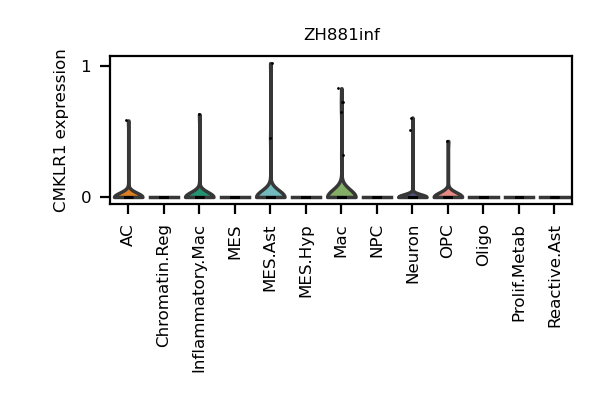 ZH881inf
CMKLR1 expression
1
0
AC
Chromatin.Reg
Inflammatory.Mac
MES
MES.Ast
MES.Hyp
Mac
NPC
Neuron
OPC
Oligo
Prolif.Metab
Reactive.Ast